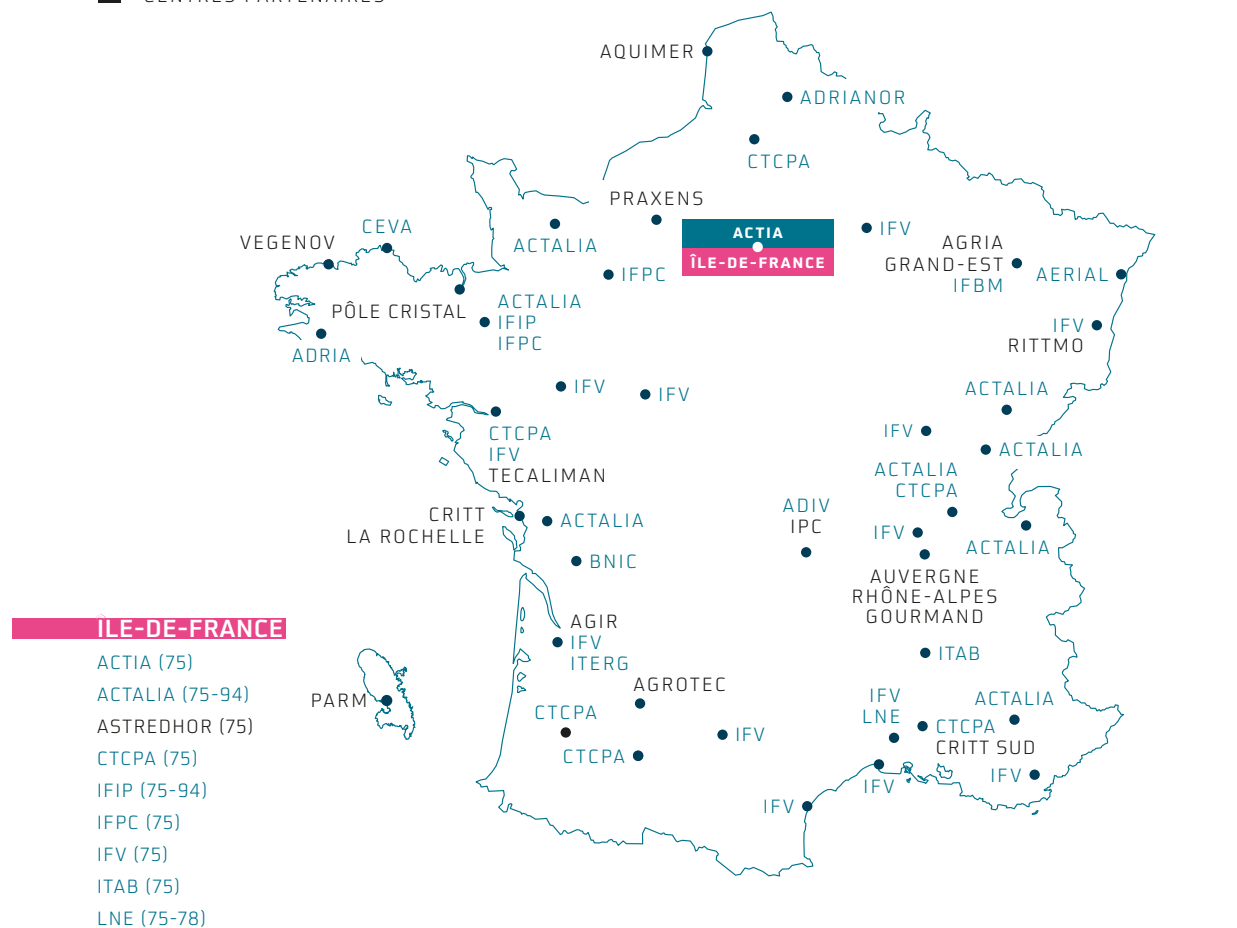 CENTRES PARTENAIRES
AQUIMER
ADRIANOR
CTCPA
PRAXENS
CEVA
VEGENOV
ACTALIA
ACTIA
ÎLE-DE-FRANCE
IFV
AGRIA
GRAND-EST
IFBM
AERIAL
IFPC
PÔLE CRISTAL
ACTALIA
IFIP
IFPC
IFV
RITTMO
ADRIA
IFV
IFV
ACTALIA
CTCPA
IFV
TECALIMAN
IFV
ACTALIA
ACTALIA
CTCPA
CRITT
LA ROCHELLE
ACTALIA
ADIV
IPC
IFV
ACTALIA
BNIC
AUVERGNE
RHÔNE-ALPES
GOURMAND
AGIR
IFV
ITERG
ITAB
PARM
AGROTEC
CTCPA
CTCPA
IFV
IFV
LNE
CTCPA
CRITT SUD
ACTALIA
IFV
IFV
IFV
ÎLE-DE-FRANCE
ACTIA (75)
ACTALIA (75-94)
ASTREDHOR (75)
CTCPA (75)
IFIP (75-94)
IFPC (75)
IFV (75)
ITAB (75)
LNE (75-78)